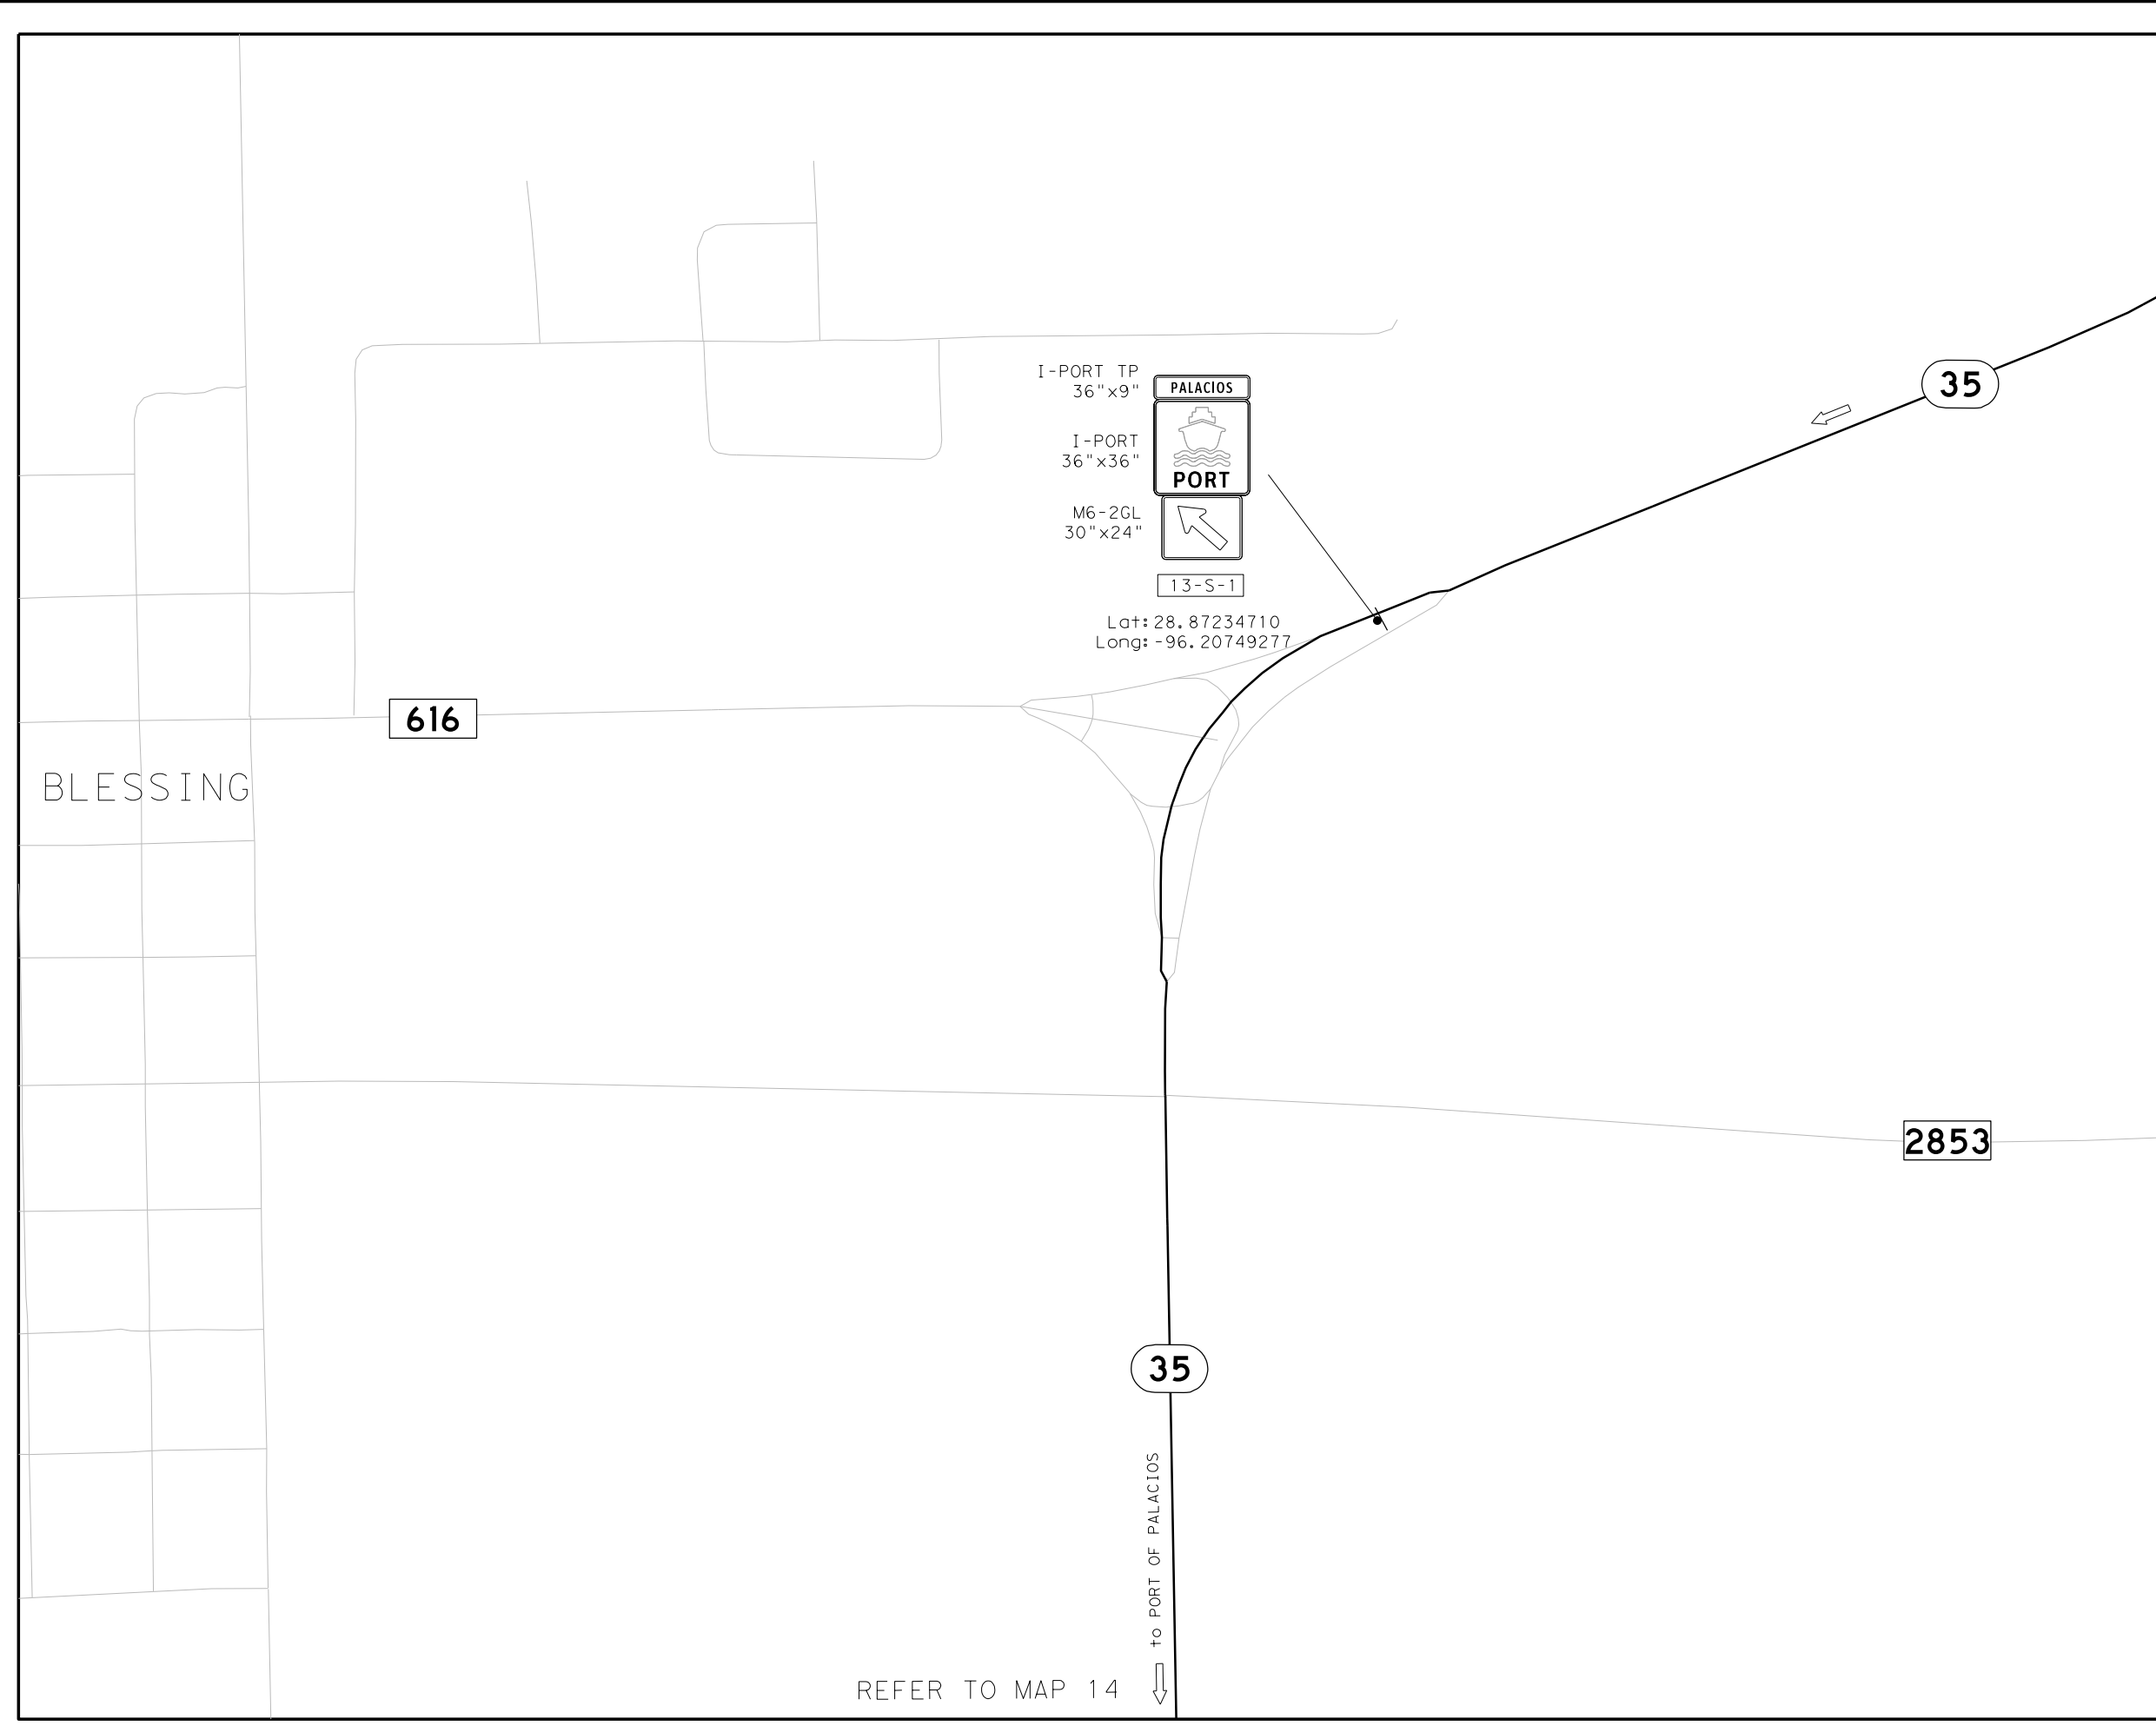 I-PORT TP
36"x9"
PALACIOS
I-PORT
36"x36"
PORT
M6-2GL
30"x24"
13-S-1
Lat:28.87234710
Long:-96.20749277
35
616
BLESSING
2853
35
to PORT OF PALACIOS
REFER TO MAP 14